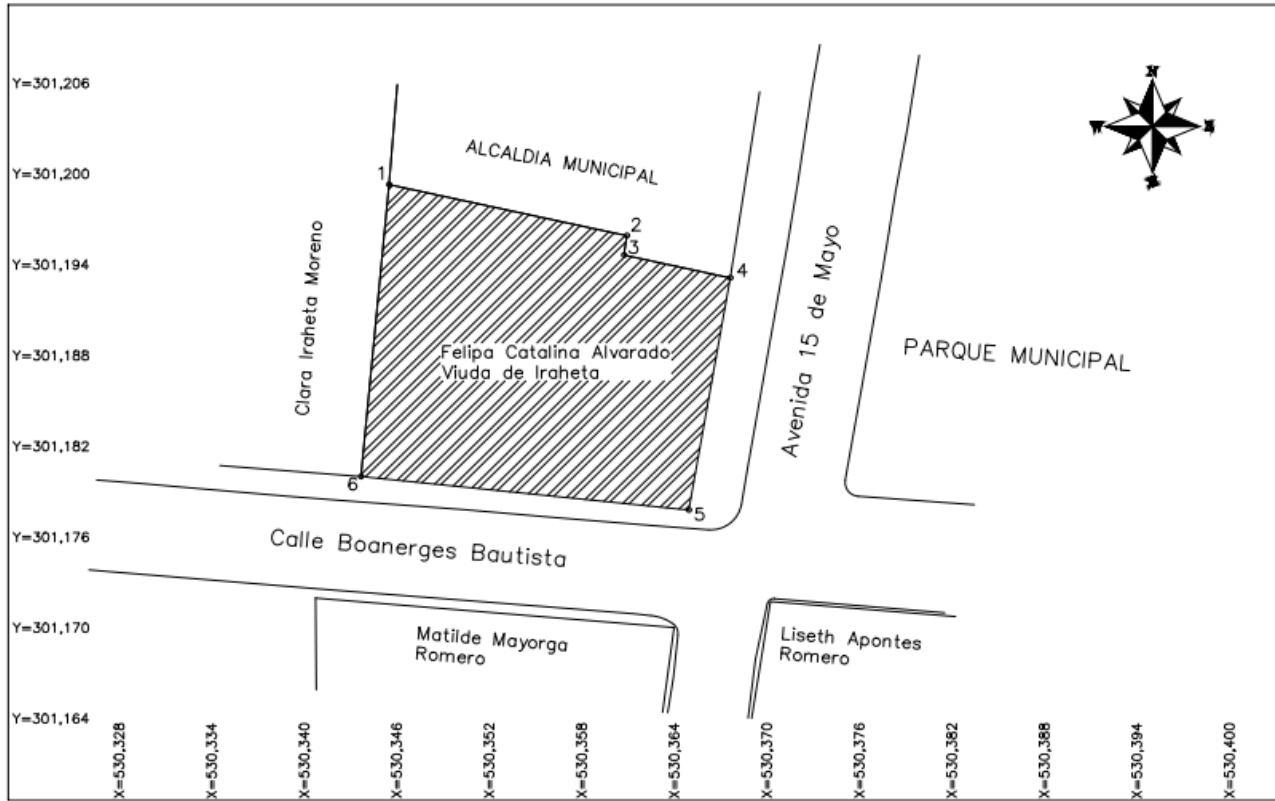 Y=301,206
N
W
ALCALDIA MUNICIPAL
Y=301,200
1
2
3
Y=301,194
4
Clara Iraheta Moreno
Avenida 15 de Mayo
Y=301,188
Felipa Catalina Alvarado
Viuda de Iraheta
PARQUE MUNICIPAL
Y=301,182
6
5
Y=301,176
Calle Boanerges Bautista
Y=301,170
Matilde Mayorga
Romero
Liseth Apontes
Romero
Y=301,164
X=530,328
X=530,334
X=530,340
X=530,346
X=530,352
X=530,358
X=530,364
X=530,370
X=530,376
X=530,382
X=530,388
X=530,394
X=530,400